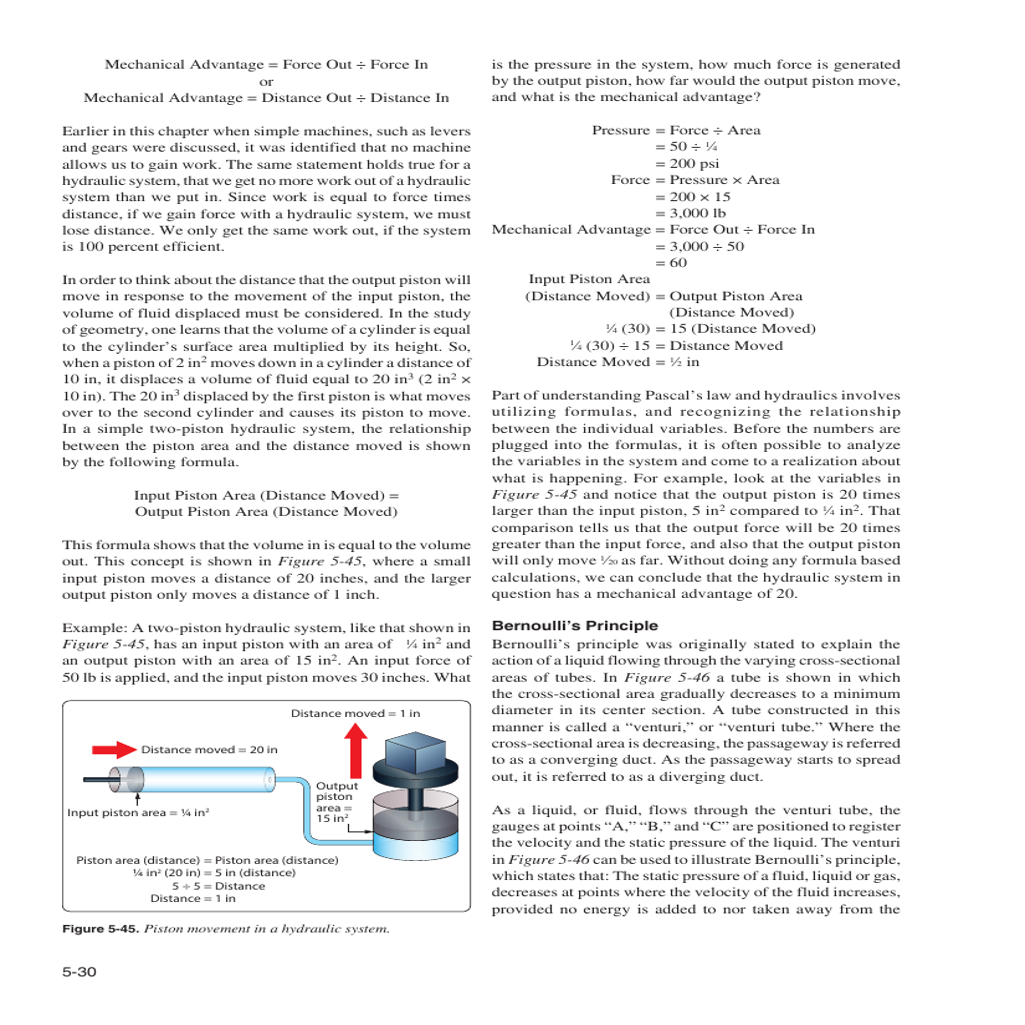 Mechanical Advantage = Force Out ÷ Force In
or
Mechanical Advantage = Distance Out ÷ Distance In
Earlier in this chapter when simple machines, such as levers
and gears were discussed, it was identified that no machine
allows us to gain work. The same statement holds true for a
hydraulic system, that we get no more work out of a hydraulic
system than we put in. Since work is equal to force times
distance, if we gain force with a hydraulic system, we must
lose distance. We only get the same work out, if the system
is 100 percent efficient.
In order to think about the distance that the output piston will
move in response to the movement of the input piston, the
volume of fluid displaced must be considered. In the study
of geometry, one learns that the volume of a cylinder is equal
to the cylinder’s surface area multiplied by its height. So,
when a piston of 2 in² moves down in a cylinder a distance of
10 in, it displaces a volume of fluid equal to 20 in³ (2 in² ×
10 in). The 20 in³ displaced by the first piston is what moves
over to the second cylinder and causes its piston to move.
In a simple two-piston hydraulic system, the relationship
between the piston area and the distance moved is shown
by the following formula.
Input Piston Area (Distance Moved) =
Output Piston Area (Distance Moved)
This formula shows that the volume in is equal to the volume
out. This concept is shown in Figure 5-45, where a small
input piston moves a distance of 20 inches, and the larger
output piston only moves a distance of 1 inch.
Example: A two-piston hydraulic system, like that shown in
Figure 5-45, has an input piston with an area of ¼ in² and
an output piston with an area of 15 in². An input force of
50 lb is applied, and the input piston moves 30 inches. What
Distance moved = 1 in
Distance moved = 20 in
Output
piston
area =
15 in²
Input piston area = ¼ in²
Piston area (distance) = Piston area (distance)
¼ in² (20 in) = 5 in (distance)
5 ÷ 5 = Distance
Distance = 1 in
Figure 5-45. Piston movement in a hydraulic system.
5-30
is the pressure in the system, how much force is generated
by the output piston, how far would the output piston move,
and what is the mechanical advantage?
Pressure = Force ÷ Area
= 50 ÷ ¼
= 200 psi
Force = Pressure × Area
= 200 × 15
= 3,000 lb
Mechanical Advantage = Force Out ÷ Force In
= 3,000 ÷ 50
= 60
Input Piston Area
(Distance Moved) = Output Piston Area
(Distance Moved)
¼ (30) = 15 (Distance Moved)
¼ (30) ÷ 15 = Distance Moved
Distance Moved = ½ in
Part of understanding Pascal’s law and hydraulics involves
utilizing formulas, and recognizing the relationship
between the individual variables. Before the numbers are
plugged into the formulas, it is often possible to analyze
the variables in the system and come to a realization about
what is happening. For example, look at the variables in
Figure 5-45 and notice that the output piston is 20 times
larger than the input piston, 5 in² compared to ¼ in². That
comparison tells us that the output force will be 20 times
greater than the input force, and also that the output piston
will only move 1⁄20 as far. Without doing any formula based
calculations, we can conclude that the hydraulic system in
question has a mechanical advantage of 20.
Bernoulli’s Principle
Bernoulli’s principle was originally stated to explain the
action of a liquid flowing through the varying cross-sectional
areas of tubes. In Figure 5-46 a tube is shown in which
the cross-sectional area gradually decreases to a minimum
diameter in its center section. A tube constructed in this
manner is called a “venturi,” or “venturi tube.” Where the
cross-sectional area is decreasing, the passageway is referred
to as a converging duct. As the passageway starts to spread
out, it is referred to as a diverging duct.
As a liquid, or fluid, flows through the venturi tube, the
gauges at points “A,” “B,” and “C” are positioned to register
the velocity and the static pressure of the liquid. The venturi
in Figure 5-46 can be used to illustrate Bernoulli’s principle,
which states that: The static pressure of a fluid, liquid or gas,
decreases at points where the velocity of the fluid increases,
provided no energy is added to nor taken away from the